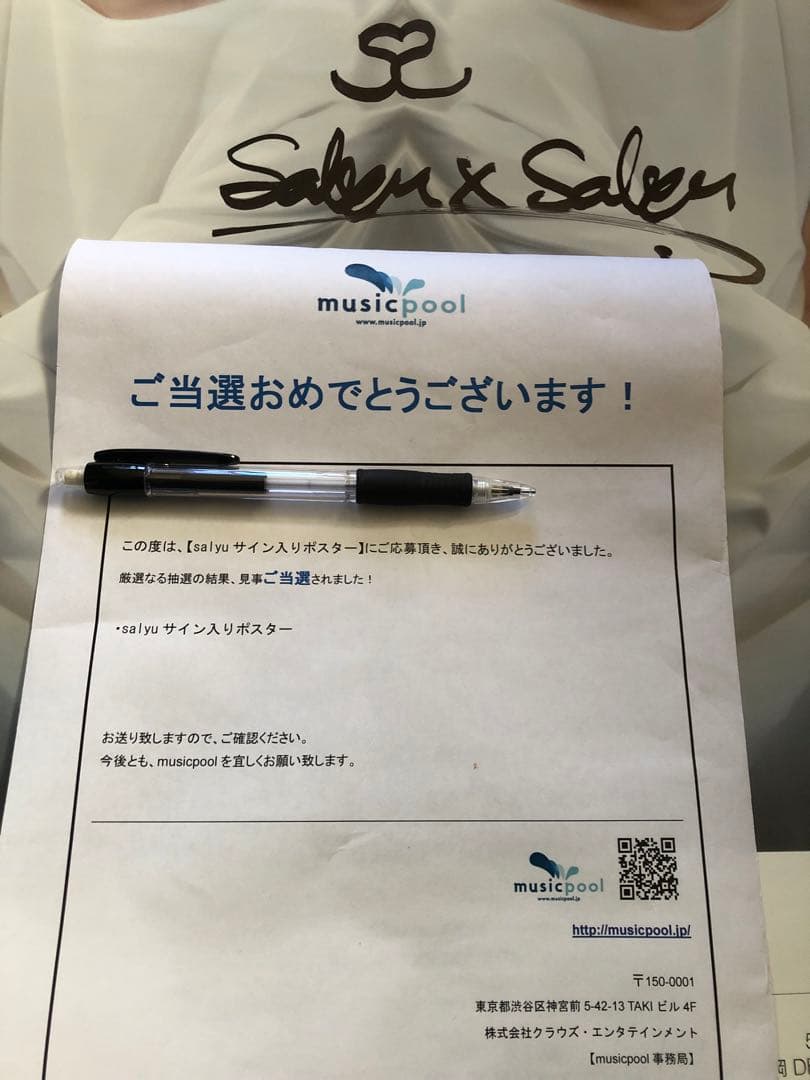 Salyu x Salyu
musicpool
www.musicpool.jp
ご当選おめでとうございます！
この度は、【salyu サイン入りポスター】にご応募頂き、誠にありがとうございました。
厳選なる抽選の結果、見事ご当選されました！
・salyu サイン入りポスター
お送り致しますので、ご確認ください。
今後とも、musicpool を宜しくお願い致します。
musicpool
www.musicpool.jp
http://musicpool.jp/
〒150-0001
東京都渋谷区神宮前 5-42-13 TAKI ビル 4F
株式会社クラウズ・エンタテインメント
【musicpool 事務局】